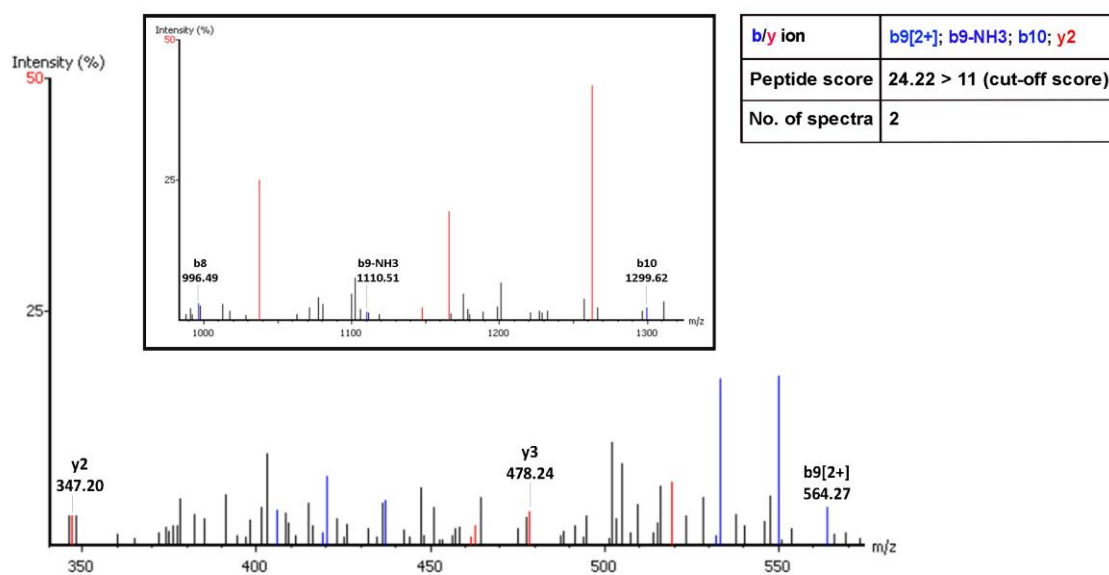 Intensity (%)
50
25
b8
996.49
b9-NH3
1110.51
b10
1299.62
1000
1100
1200
1300
m/z
b/y ion
b9[2+]; b9-NH3; b10; y2
Peptide score
24.22 > 11 (cut-off score)
No. of spectra
2
Intensity (%)
50
25
y2
347.20
y3
478.24
b9[2+]
564.27
350
400
450
500
550
m/z